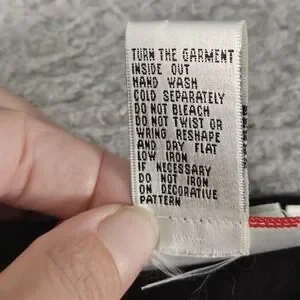 TURN THE GARMENT
INSIDE OUT
HAND WASH
COLD SEPARATELY
DO NOT BLEACH
DO NOT TWIST OR
WRING RESHAPE
AND DRY FLAT
LOW IRON
IF NECESSARY
DO NOT IRON
ON DECORATIVE
PATTERN